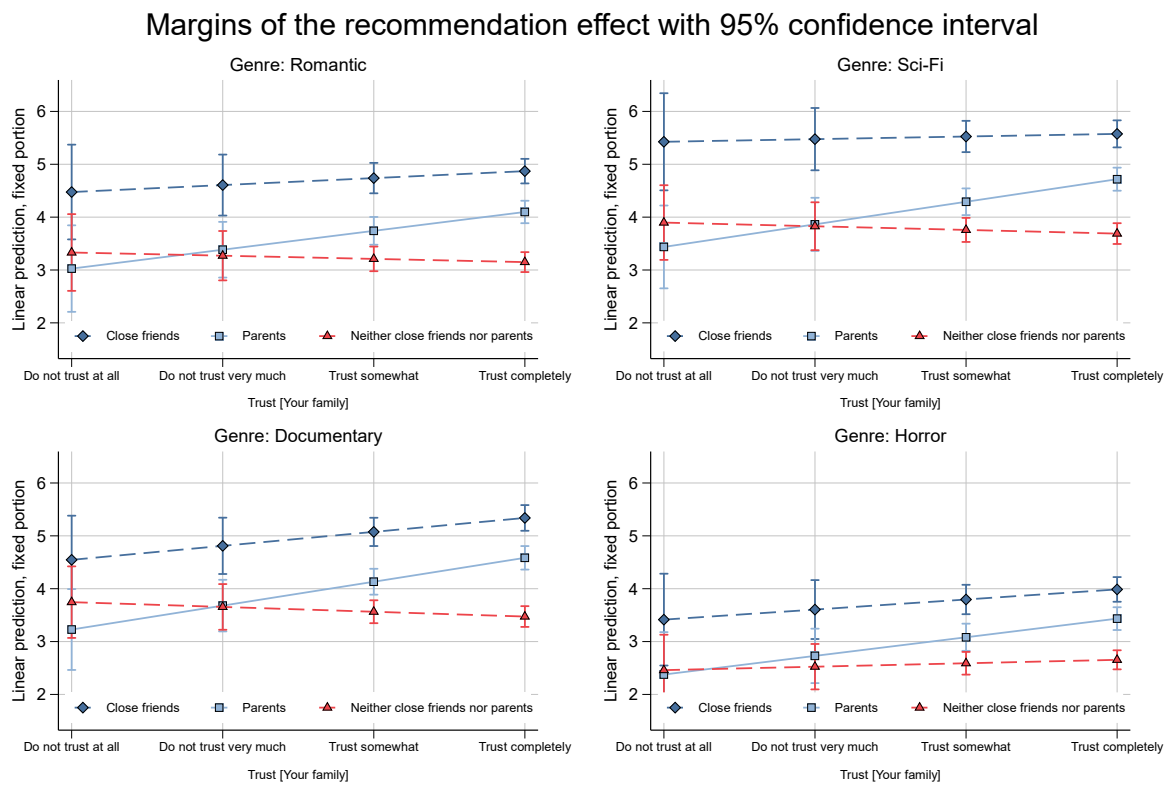 Margins of the recommendation effect with 95% confidence interval
Genre: Romantic
Linear prediction, fixed portion
6
5
4
3
2
Close friends Parents Neither close friends nor parents
Do not trust at all Do not trust very much Trust somewhat Trust completely
Trust [Your family]
Genre: Sci-Fi
Linear prediction, fixed portion
6
5
4
3
2
Close friends Parents Neither close friends nor parents
Do not trust at all Do not trust very much Trust somewhat Trust completely
Trust [Your family]
Genre: Documentary
Linear prediction, fixed portion
6
5
4
3
2
Close friends Parents Neither close friends nor parents
Do not trust at all Do not trust very much Trust somewhat Trust completely
Trust [Your family]
Genre: Horror
Linear prediction, fixed portion
6
5
4
3
2
Close friends Parents Neither close friends nor parents
Do not trust at all Do not trust very much Trust somewhat Trust completely
Trust [Your family]